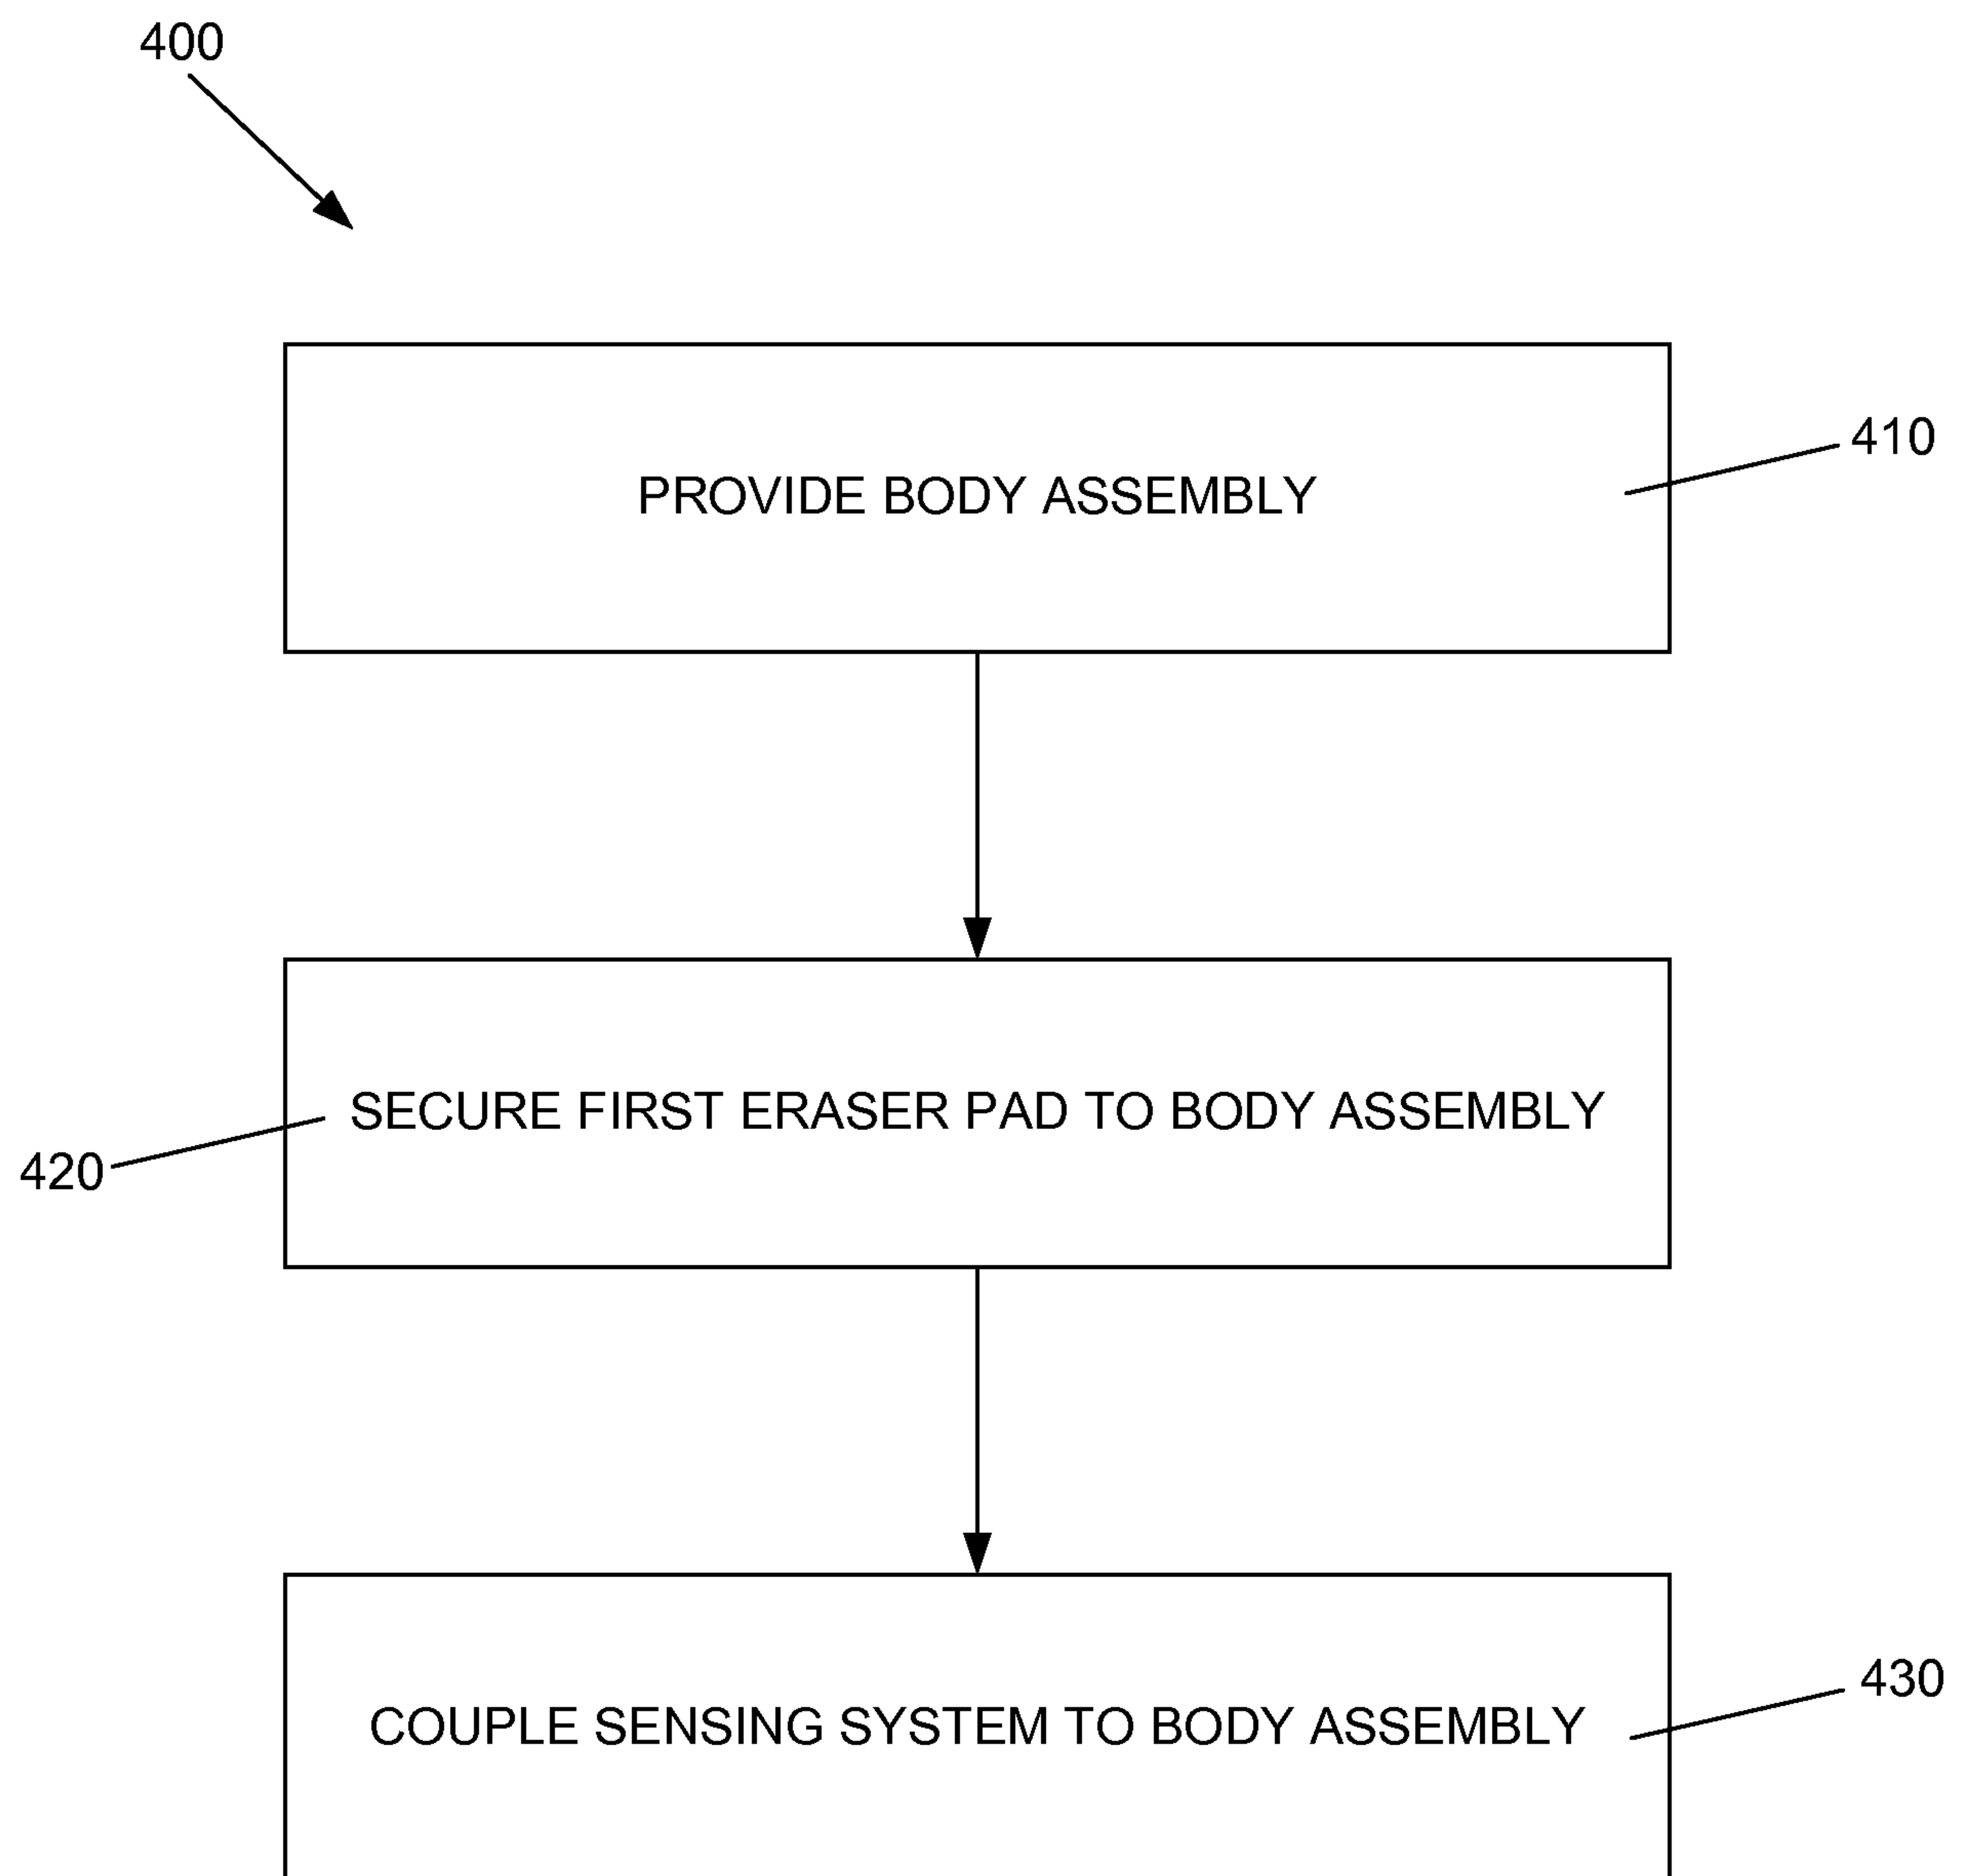 400
PROVIDE BODY ASSEMBLY
410
SECURE FIRST ERASER PAD TO BODY ASSEMBLY
420
COUPLE SENSING SYSTEM TO BODY ASSEMBLY
430